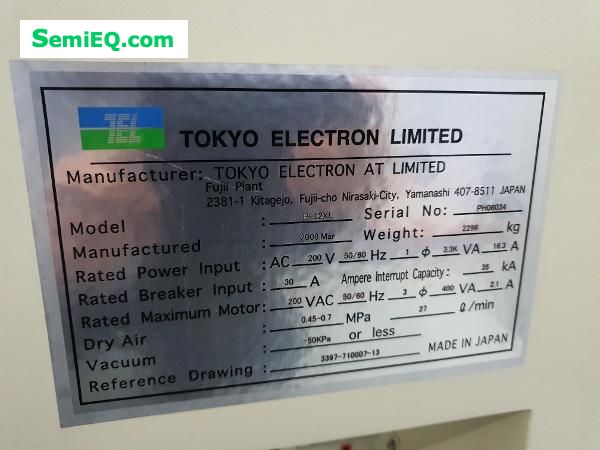 SemiEQ.com
TEL TOKYO ELECTRON LIMITED
Manufacturer: TOKYO ELECTRON AT LIMITED
Fujii Plant
2381-1 Kitagejo, Fujii-cho Nirasaki-City, Yamanashi 407-8511 JAPAN
Model : P-12XL Serial No: PH06034
Manufactured : 2008 Mar Weight: 2296 kg
Rated Power Input : AC 200 V 50/60 Hz 1 ϕ 3.3K VA 16.3 A
Rated Breaker Input : 30 A Ampere Interrupt Capacity: 35 kA
Rated Maximum Motor: 200 VAC 50/60 Hz 3 ϕ 400 VA 2.1 A
Dry Air : 0.45-0.7 MPa 27 ℓ/min
Vacuum : -50KPa or less
Reference Drawing : 3397-710007-13 MADE IN JAPAN